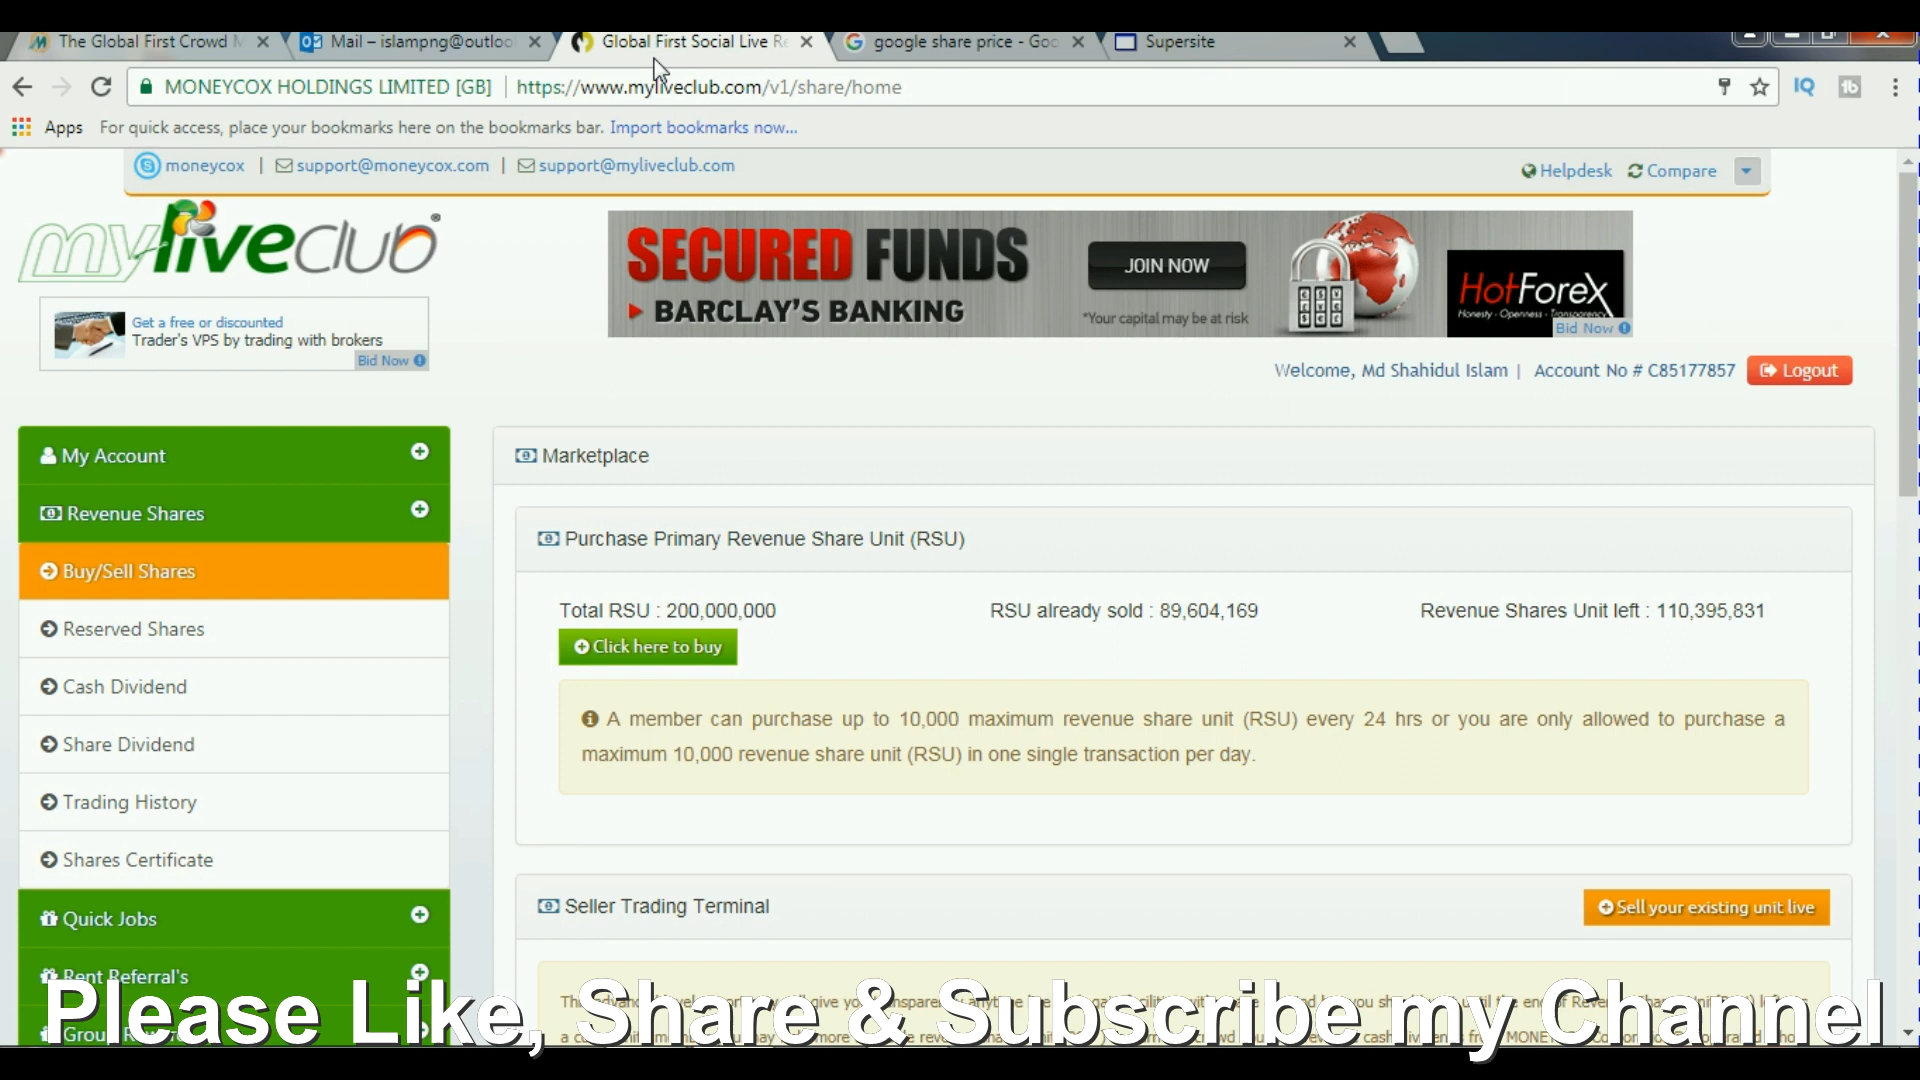 The Global First Crowd M
Mail – islampng@outloo
Global First Social Live Re
google share price - Goo
Supersite
MONEYCOX HOLDINGS LIMITED [GB]
https://www.myliveclub.com/v1/share/home
IQ
Apps
For quick access, place your bookmarks here on the bookmarks bar. Import bookmarks now...
moneycox | support@moneycox.com | support@myliveclub.com
Helpdesk
Compare
myliveclub®
SECURED FUNDS
BARCLAY'S BANKING
JOIN NOW
*Your capital may be at risk
HotForex
Honesty - Openness - Transparency
Bid Now
Get a free or discounted
Trader's VPS by trading with brokers
Bid Now
Welcome, Md Shahidul Islam | Account No # C85177857
Logout
My Account
Revenue Shares
Buy/Sell Shares
Reserved Shares
Cash Dividend
Share Dividend
Trading History
Shares Certificate
Quick Jobs
Rent Referral's
Marketplace
Purchase Primary Revenue Share Unit (RSU)
Total RSU : 200,000,000
RSU already sold : 89,604,169
Revenue Shares Unit left : 110,395,831
Click here to buy
A member can purchase up to 10,000 maximum revenue share unit (RSU) every 24 hrs or you are only allowed to purchase a
maximum 10,000 revenue share unit (RSU) in one single transaction per day.
Seller Trading Terminal
Sell your existing unit live
Please Like, Share & Subscribe my Channel